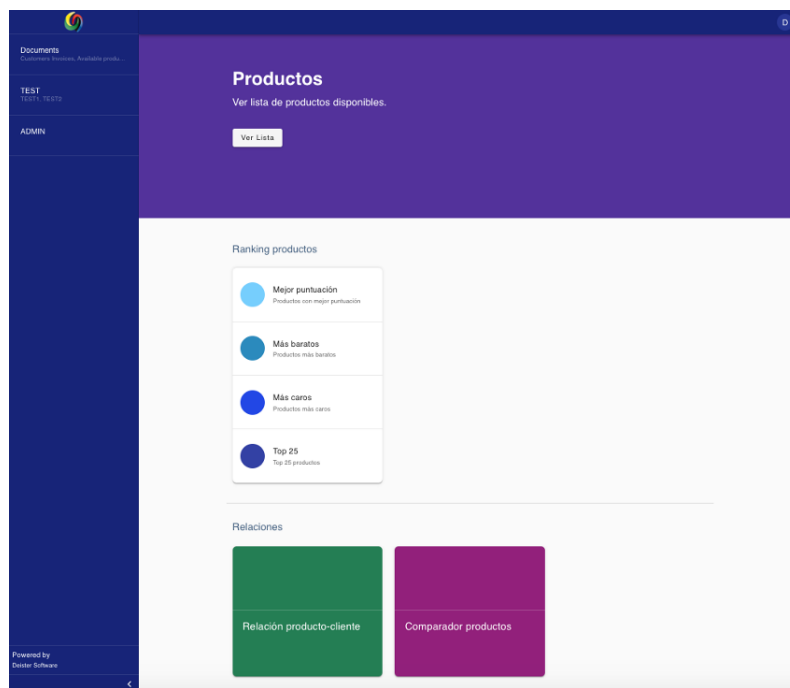 D
Documents
Customers Invoices, Available produ...
TEST
TEST1, TEST2
ADMIN
Productos
Ver lista de productos disponibles.
Ver Lista
Ranking productos
Mejor puntuación
Productos con mejor puntuación
Más baratos
Productos más baratos
Más caros
Productos más caros
Top 25
Top 25 productos
Relaciones
Relación producto-cliente
Comparador productos
Powered by
Deister Software